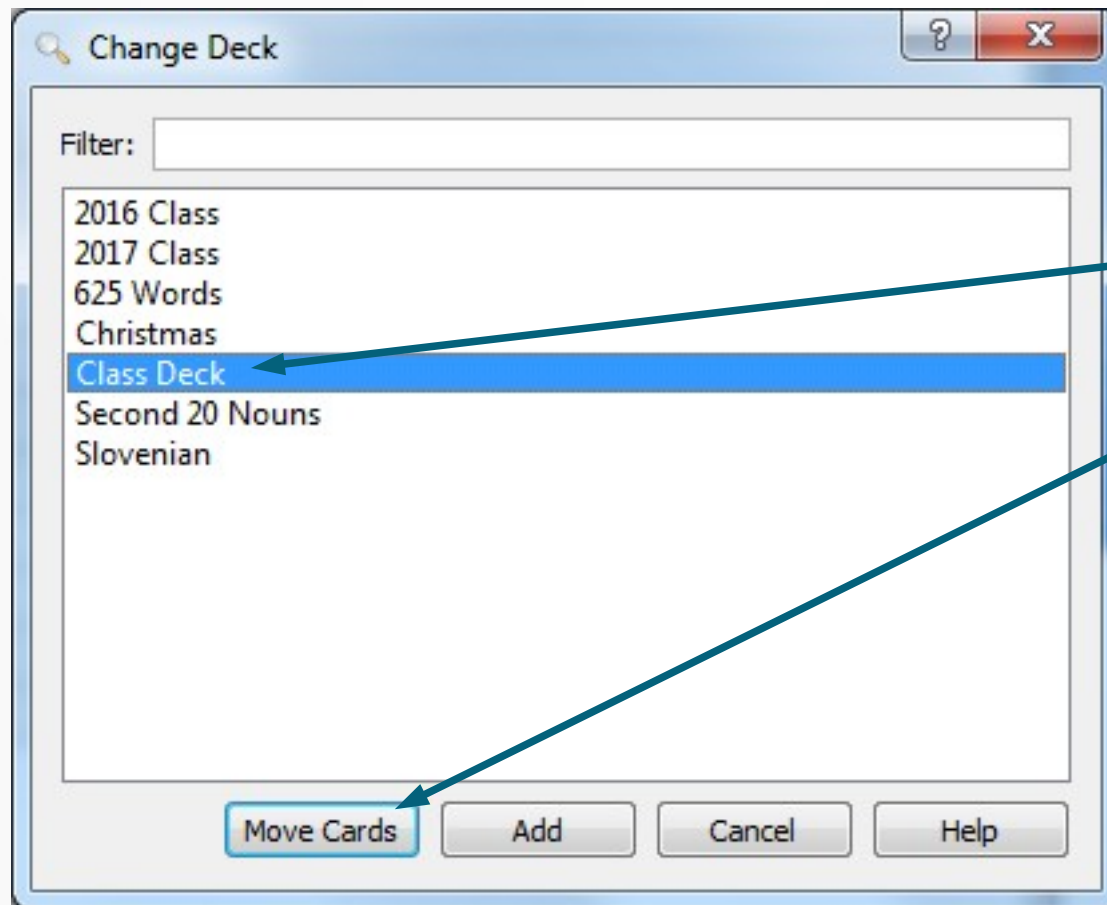 Change Deck
?
X
Filter:
2016 Class
2017 Class
625 Words
Christmas
Class Deck
Second 20 Nouns
Slovenian
Move Cards Add Cancel Help